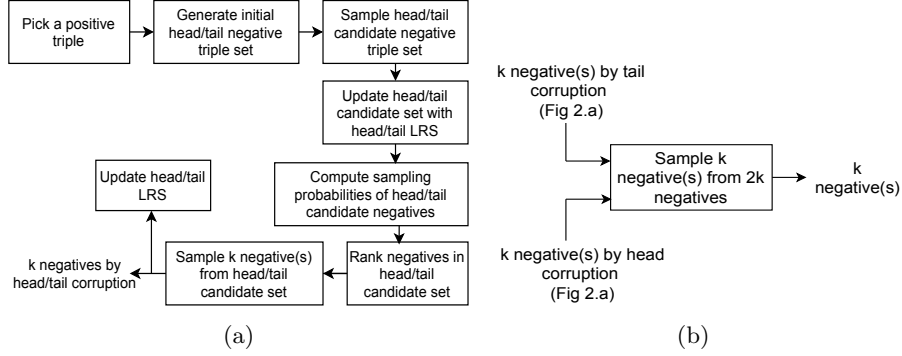 Pick a positive
triple
Generate initial
head/tail negative
triple set
Sample head/tail
candidate negative
triple set
Update head/tail
candidate set with
head/tail LRS
Compute sampling
probabilities of head/tail
candidate negatives
Rank negatives in
head/tail
candidate set
Sample k negative(s)
from head/tail
candidate set
Update head/tail
LRS
k negatives by
head/tail corruption
(a)
k negative(s) by tail
corruption
(Fig 2.a)
Sample k
negative(s) from 2k
negatives
k
negative(s)
k negative(s) by head
corruption
(Fig 2.a)
(b)